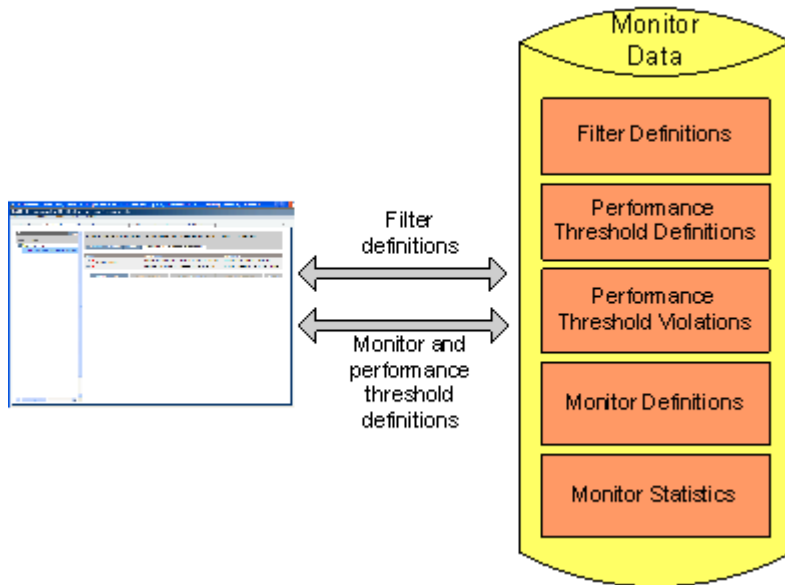 Monitor
Data
Filter Definitions
Performance
Threshold Definitions
Performance
Threshold Violations
Monitor Definitions
Monitor Statistics
Filter
definitions
Monitor and
performance
threshold
definitions